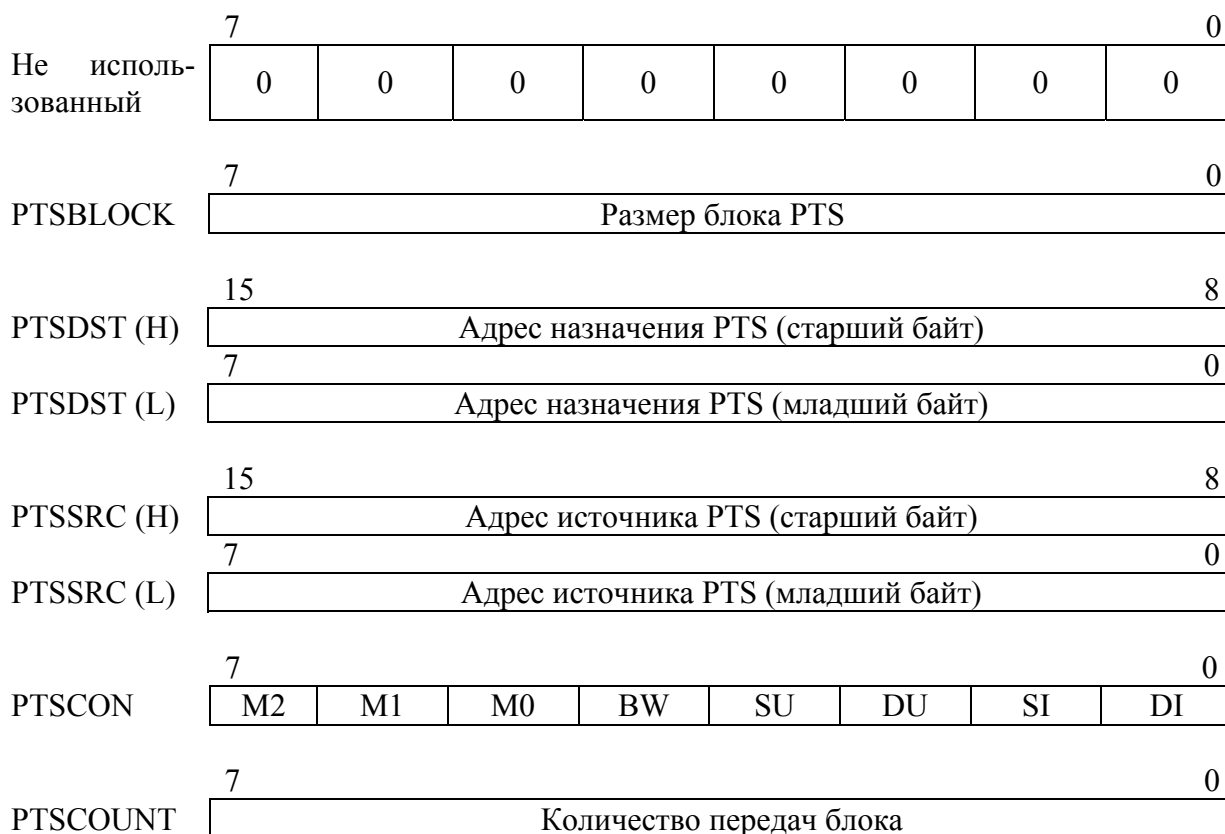 7 0
Не исполь-
зованный
0 0 0 0 0 0 0 0
7 0
PTSBLOCK Размер блока PTS
15 8
PTSDST (H) Адрес назначения PTS (старший байт)
7 0
PTSDST (L) Адрес назначения PTS (младший байт)
15 8
PTSSRC (H) Адрес источника PTS (старший байт)
7 0
PTSSRC (L) Адрес источника PTS (младший байт)
7 0
PTSCON M2 M1 M0 BW SU DU SI DI
7 0
PTSCOUNT Количество передач блока